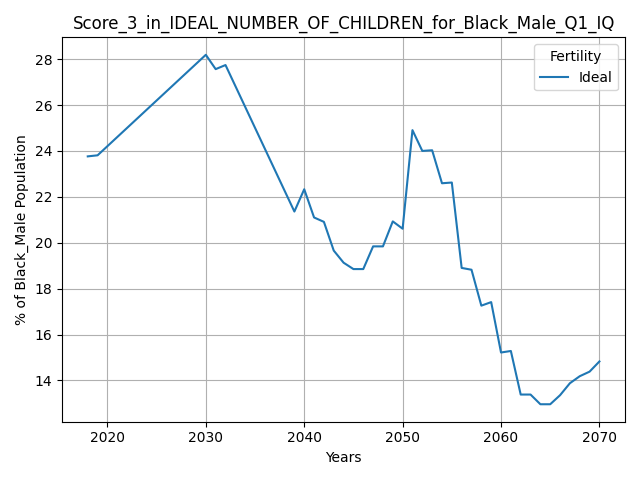 Score_3_in_IDEAL_NUMBER_OF_CHILDREN_for_Black_Male_Q1_IQ
Fertility
Ideal
28
26
24
22
20
18
16
14
% of Black_Male Population
2020
2030
2040
2050
2060
2070
Years